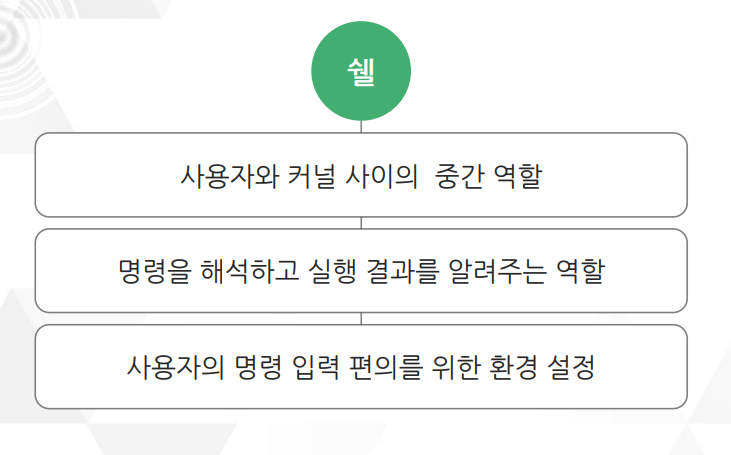 쉘
사용자와 커널 사이의 중간 역할
명령을 해석하고 실행 결과를 알려주는 역할
사용자의 명령 입력 편의를 위한 환경 설정